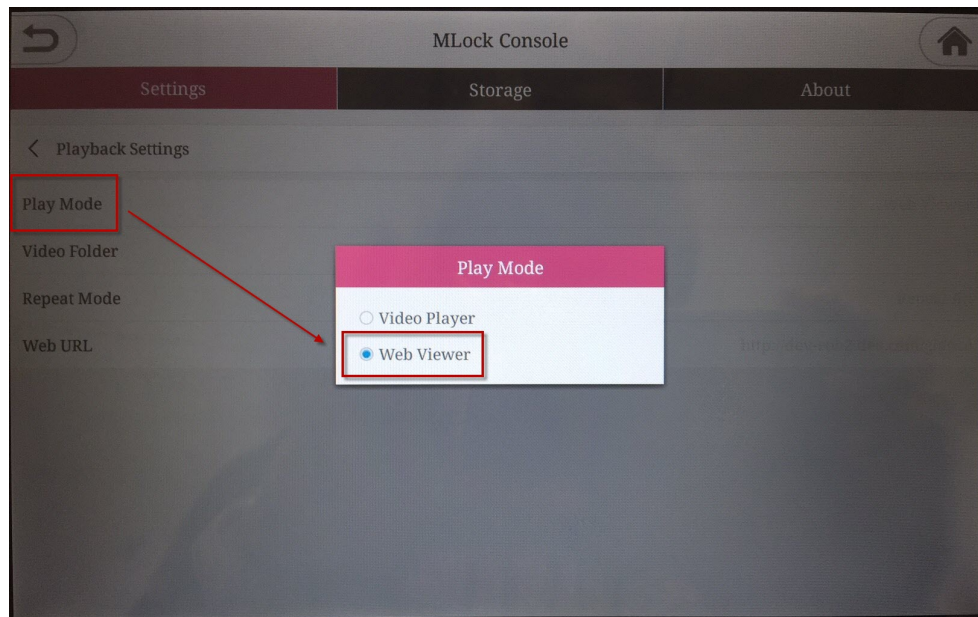 MLock Console
Settings
Storage
About
Playback Settings
Play Mode
Video Folder
Repeat Mode
Web URL
Play Mode
Video Player
Web Viewer